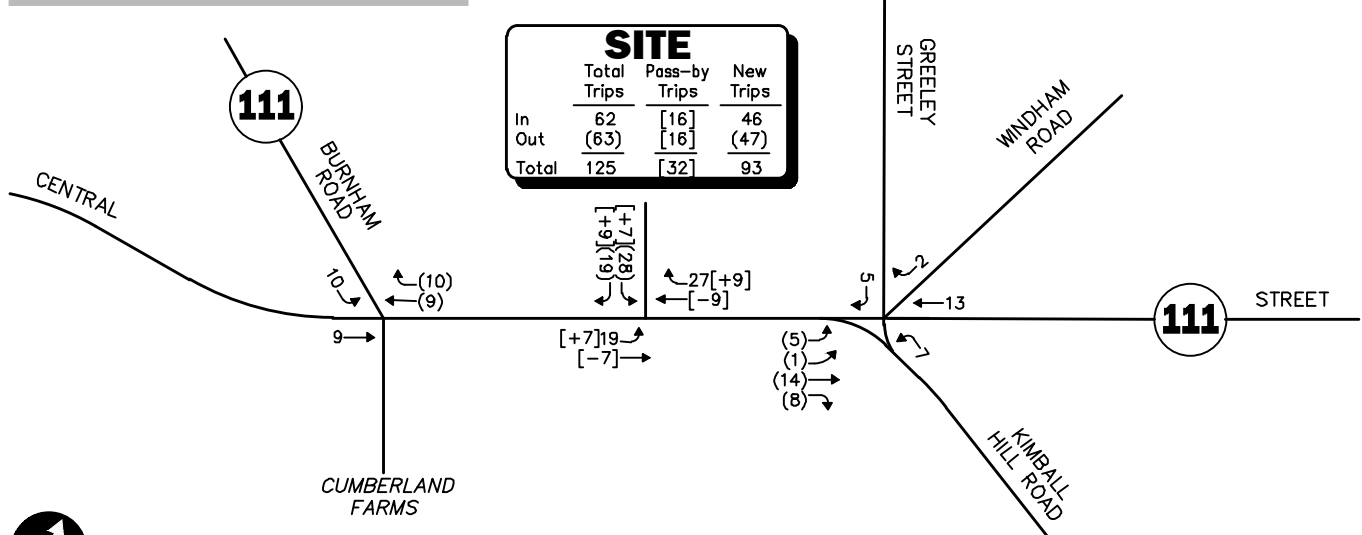 SITE
Total Pass-by New
Trips Trips Trips
In 62 [16] 46
Out (63) [16] (47)
Total 125 [32] 93
GREELEY
STREET
WINDHAM
ROAD
111
BURNHAM
ROAD
CENTRAL
[+9](19)
[+7](28)
10
(10)
(9)
9
27[+9]
[-9]
[+7]19
[-7]
5
2
13
(5)
(1)
(14)
(8)
7
111
STREET
KIMBALL
HILL ROAD
CUMBERLAND
FARMS